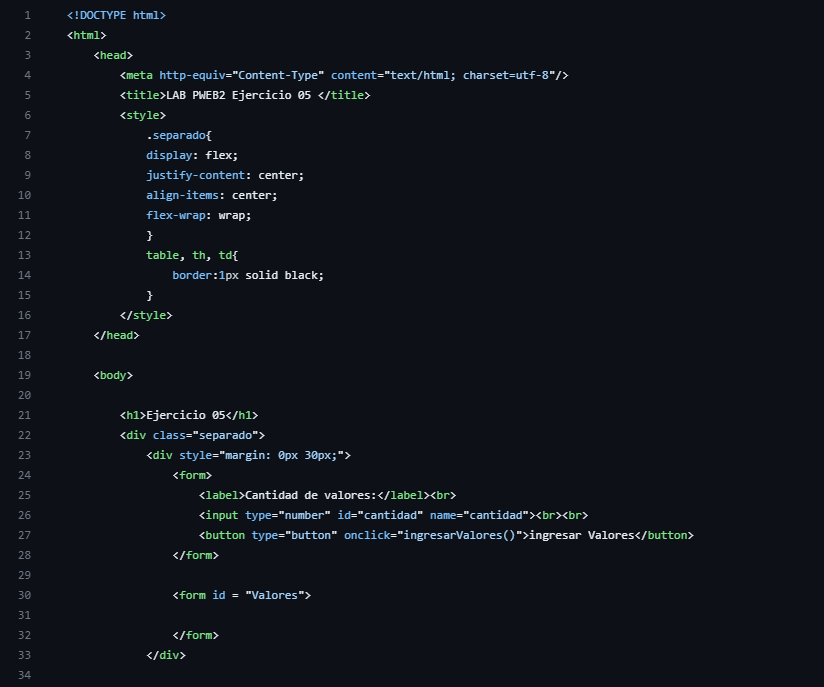 1 <!DOCTYPE html>
2 <html>
3 <head>
4 <meta http-equiv="Content-Type" content="text/html; charset=utf-8"/>
5 <title>LAB PWEB2 Ejercicio 05 </title>
6 <style>
7 .separado{
8 display: flex;
9 justify-content: center;
10 align-items: center;
11 flex-wrap: wrap;
12 }
13 table, th, td{
14 border:1px solid black;
15 }
16 </style>
17 </head>
18
19 <body>
20
21 <h1>Ejercicio 05</h1>
22 <div class="separado">
23 <div style="margin: 0px 30px;">
24 <form>
25 <label>Cantidad de valores:</label><br>
26 <input type="number" id="cantidad" name="cantidad"><br><br>
27 <button type="button" onclick="ingresarValores()">ingresar Valores</button>
28 </form>
29
30 <form id = "Valores">
31
32 </form>
33 </div>
34